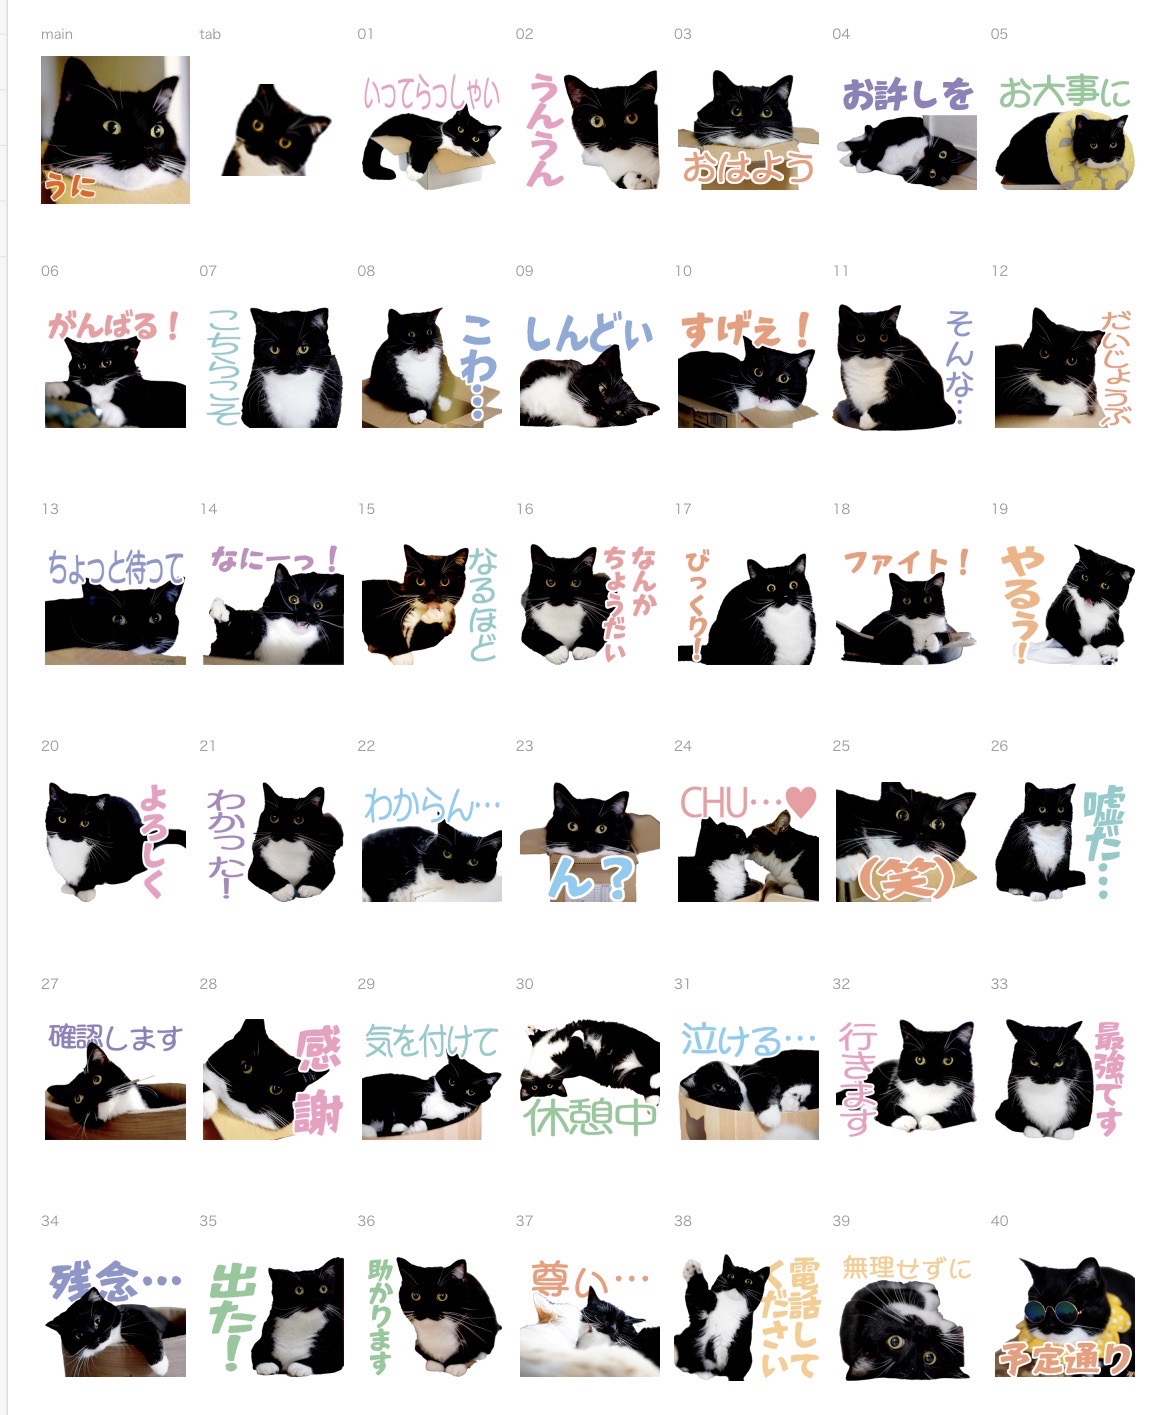 main
tab
01
02
03
04
05
うに
いってらっしゃい
うんうん
おはよう
お許しを
お大事に
06
07
08
09
10
11
12
がんばる！
こちらこそ
こわ…
しんどい
すげえ！
そんな…
だいじょうぶ
13
14
15
16
17
18
19
ちょっと待って
なにーっ！
なるほど
なんか
ちょうだい
びっくり！
ファイト！
やるぅ！
20
21
22
23
24
25
26
よろしく
わかった！
わからん…
ん？
CHU…♥
(笑)
嘘だ…
27
28
29
30
31
32
33
確認します
感謝
気を付けて
休憩中
泣ける…
行きます
最強です
34
35
36
37
38
39
40
残念…
出た！
助かります
尊い…
電話して
ください
無理せずに
予定通り